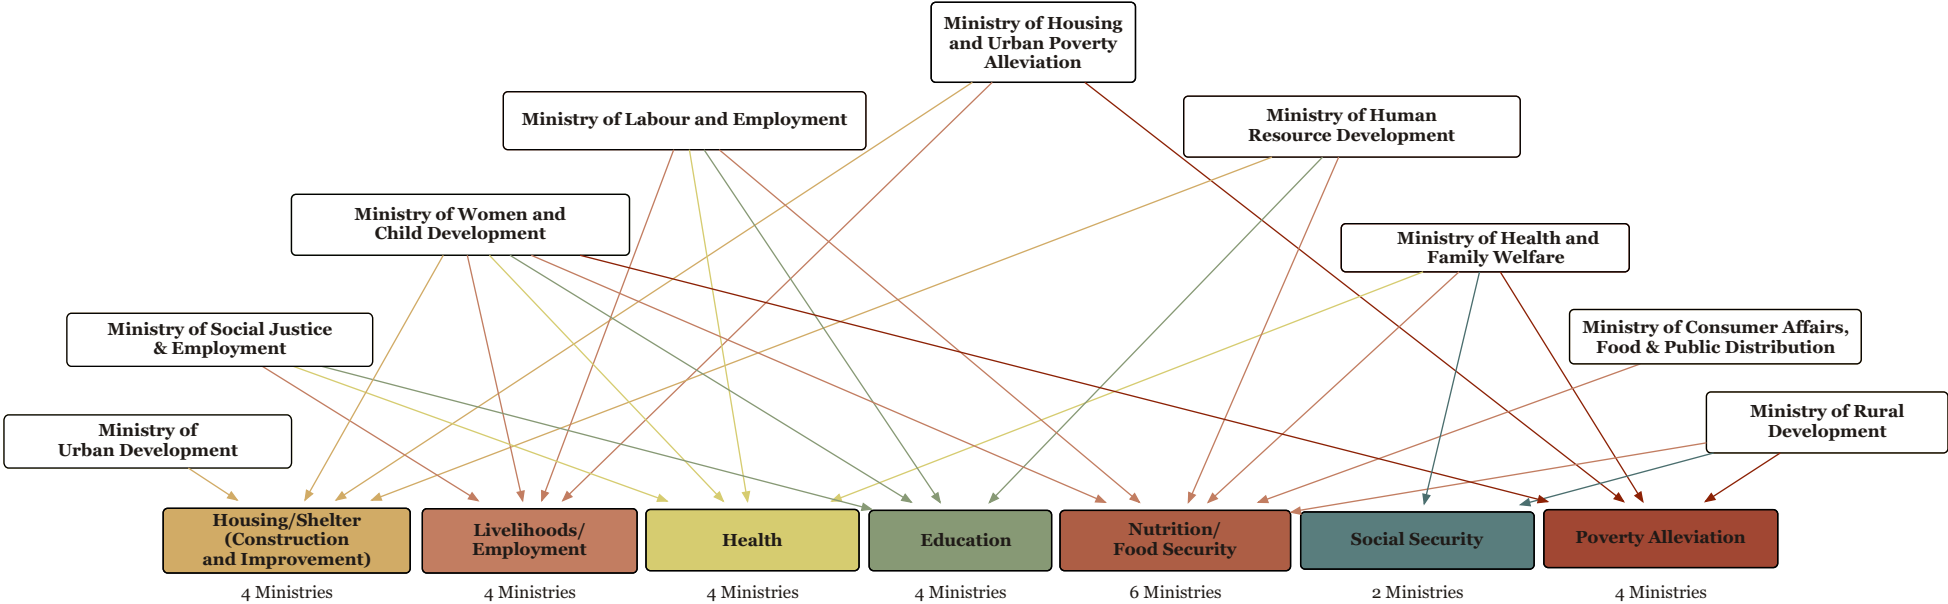 Ministry of Housing
and Urban Poverty
Alleviation
Ministry of Labour and Employment
Ministry of Human
Resource Development
Ministry of Women and
Child Development
Ministry of Health and
Family Welfare
Ministry of Social Justice
& Employment
Ministry of Consumer Affairs,
Food & Public Distribution
Ministry of
Urban Development
Ministry of Rural
Development
Housing/Shelter
(Construction
and Improvement)
Livelihoods/
Employment
Health
Education
Nutrition/
Food Security
Social Security
Poverty Alleviation
4 Ministries
4 Ministries
4 Ministries
4 Ministries
6 Ministries
2 Ministries
4 Ministries